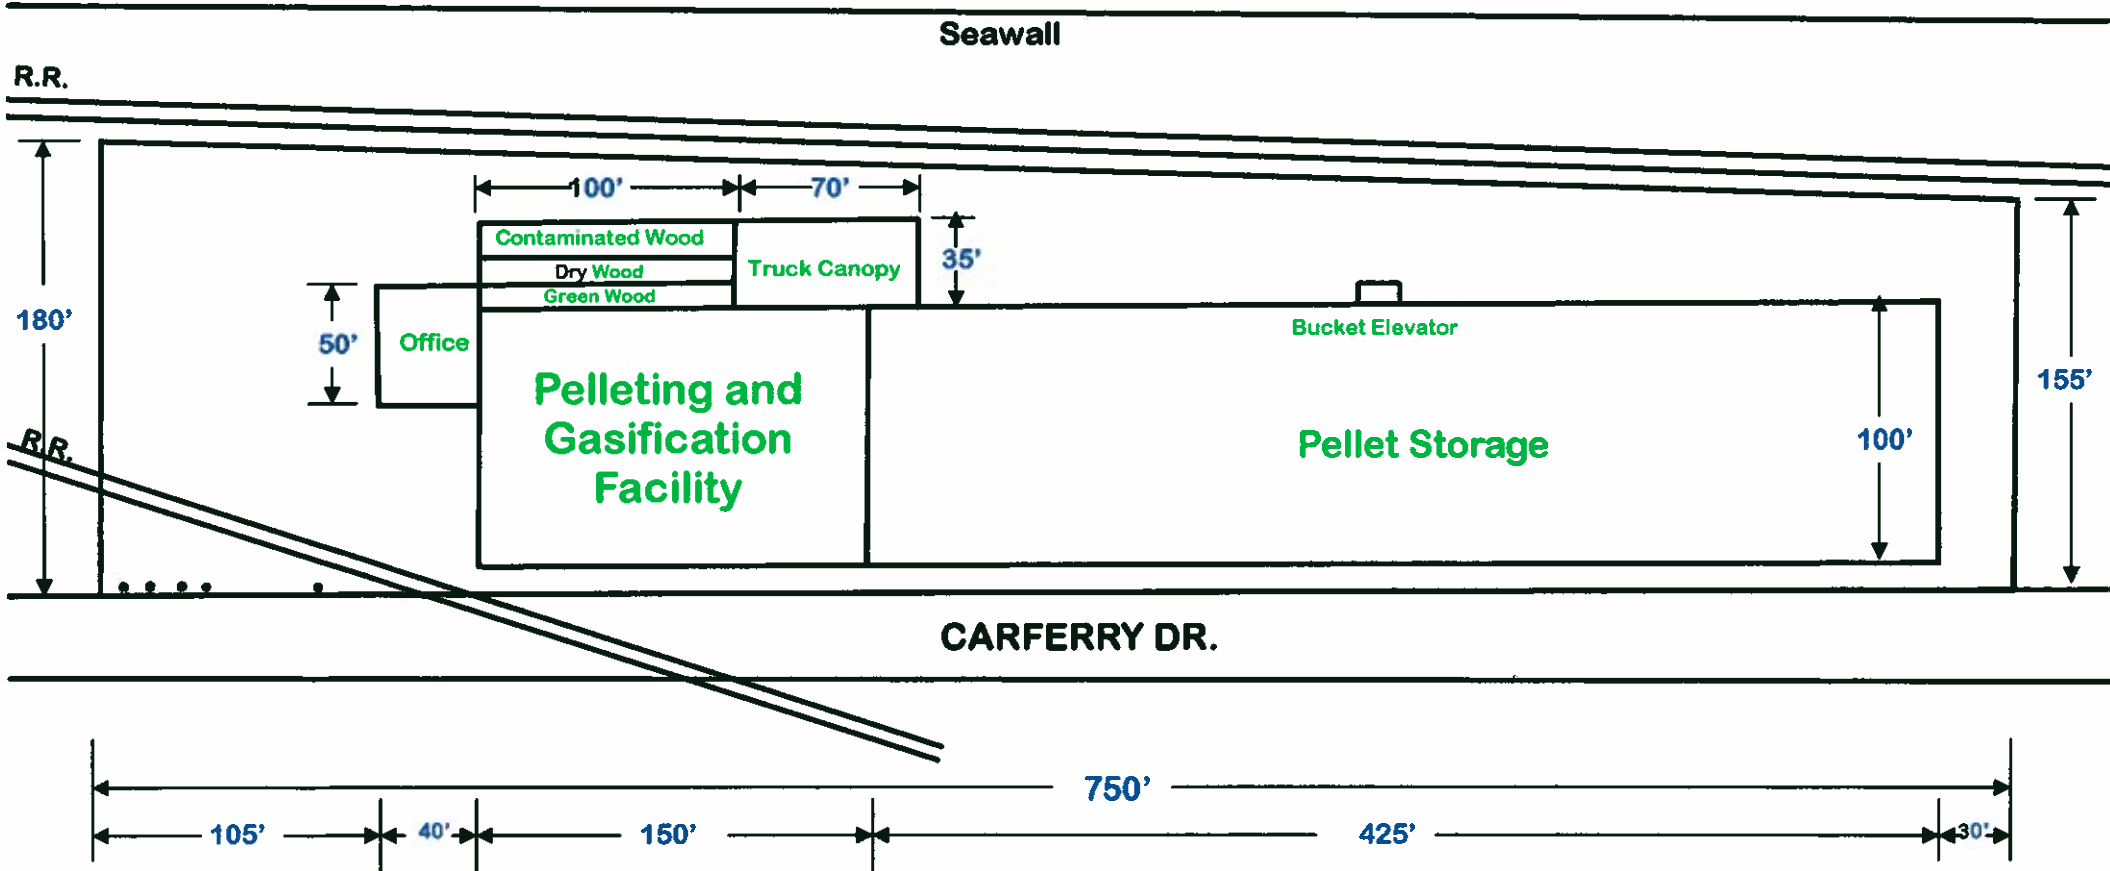 Seawall
R.R.
100’
70’
Contaminated Wood
Dry Wood
Green Wood
Truck Canopy
35’
180’
50’
Office
Bucket Elevator
155’
Pelleting and
Gasification
Facility
Pellet Storage
100’
R.R.
CARFERRY DR.
750’
105’
40’
150’
425’
30’